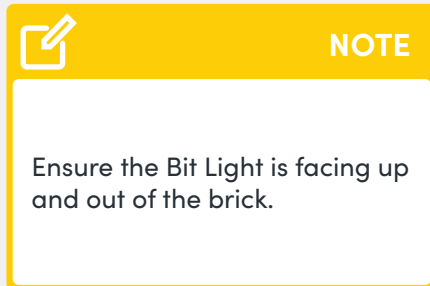 NOTE
Ensure the Bit Light is facing up
and out of the brick.